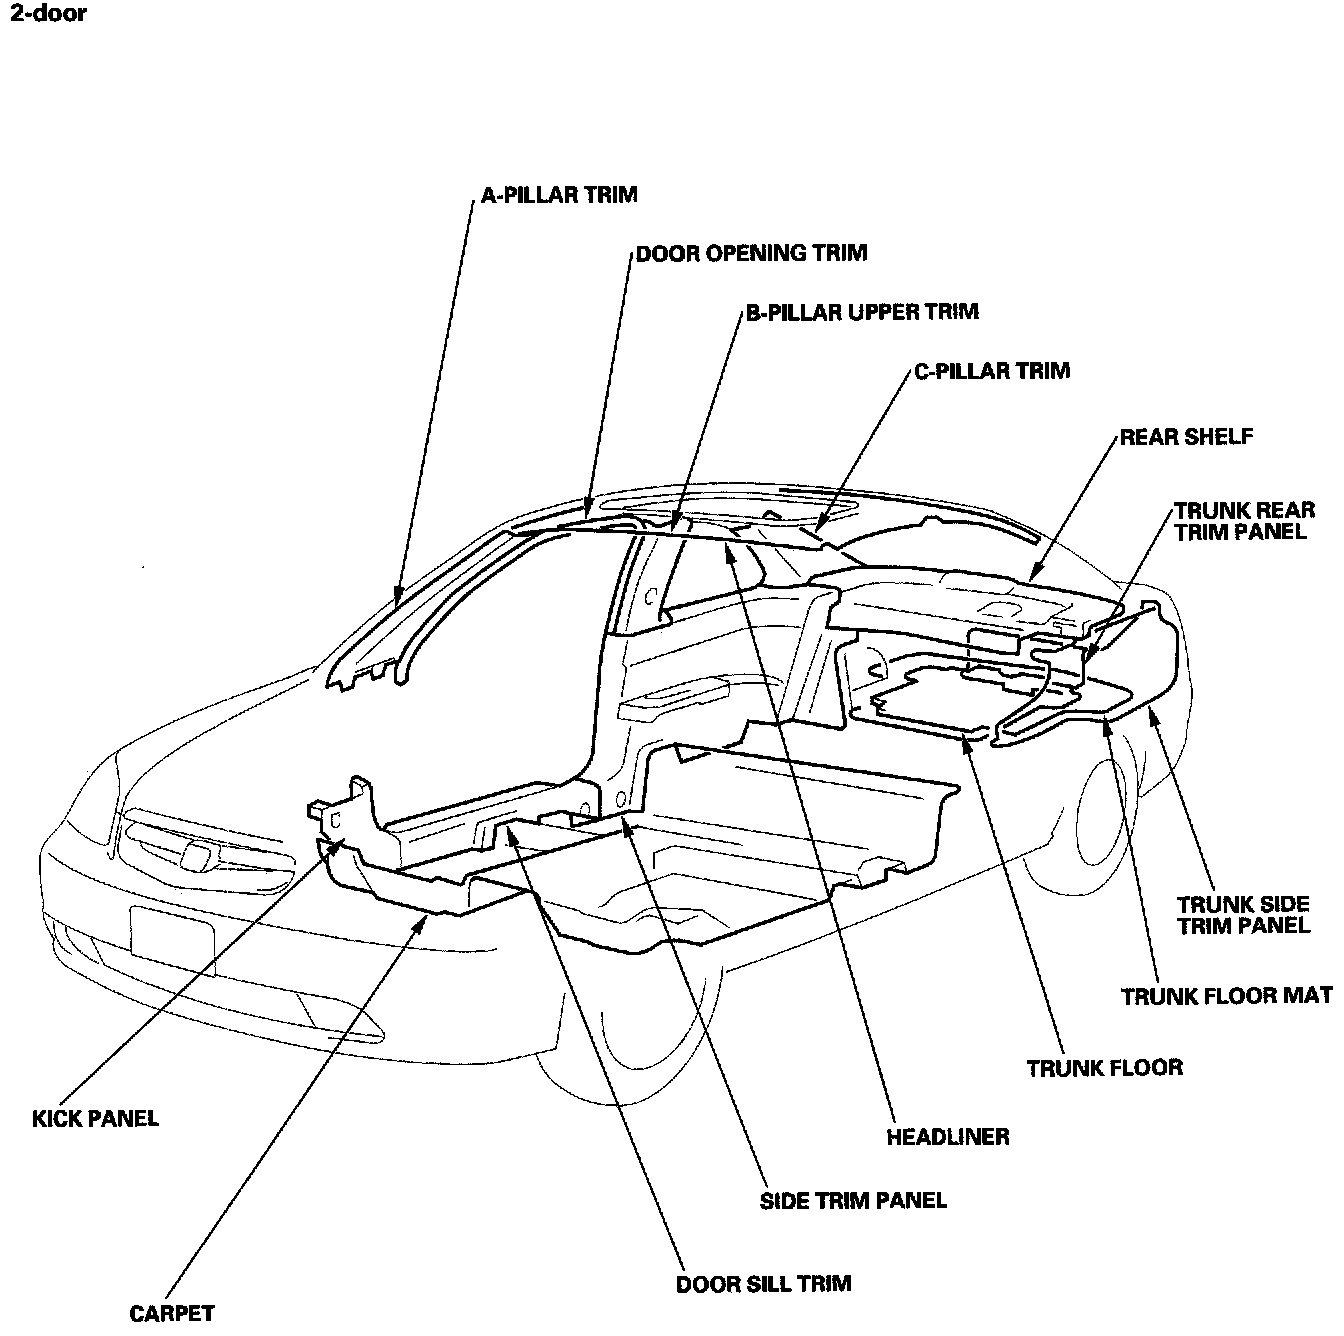 2-door
A-PILLAR TRIM
DOOR OPENING TRIM
B-PILLAR UPPER TRIM
C-PILLAR TRIM
REAR SHELF
TRUNK REAR
TRIM PANEL
TRUNK SIDE
TRIM PANEL
TRUNK FLOOR MAT
TRUNK FLOOR
KICK PANEL
HEADLINER
SIDE TRIM PANEL
DOOR SILL TRIM
CARPET